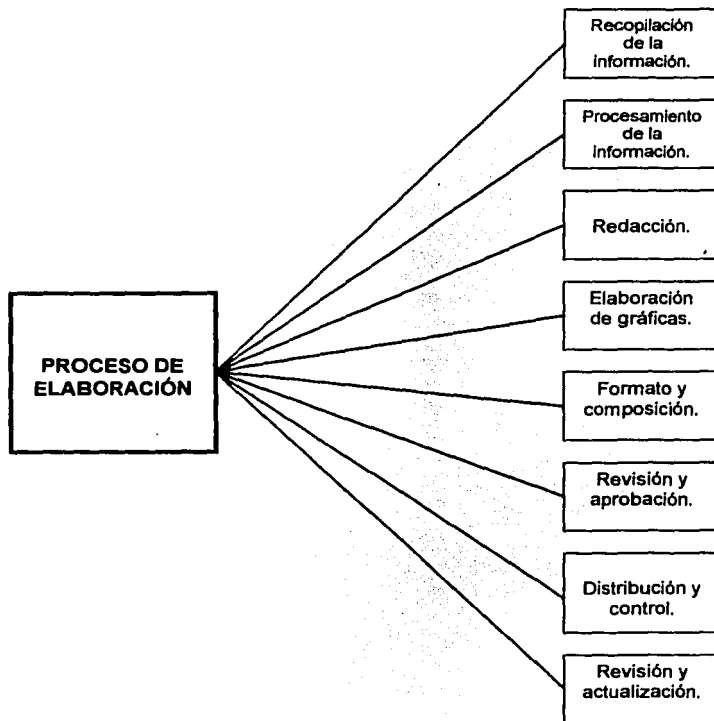 Recopilación
de la
información.
Procesamiento
de la
información.
Redacción.
Elaboración
de gráficas.
PROCESO DE
ELABORACIÓN
Formato y
composición.
Revisión y
aprobación.
Distribución y
control.
Revisión y
actualización.